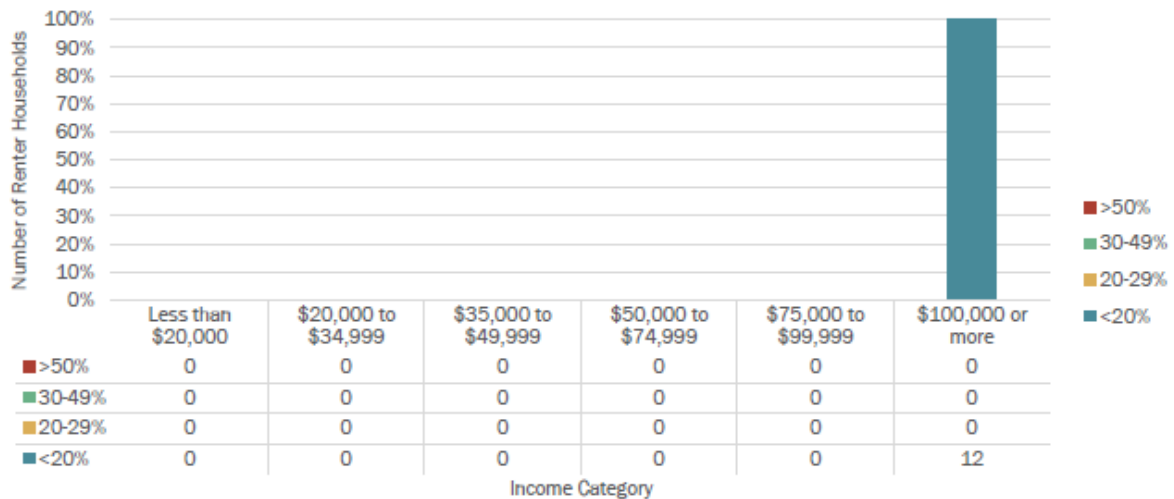 Number of Renter Households
100%
90%
80%
70%
60%
50%
40%
30%
20%
10%
0%
>50%
30-49%
20-29%
<20%
Less than $20,000 to $35,000 to $50,000 to $75,000 to $100,000 or
$20,000 $34,999 $49,999 $74,999 $99,999 more
>50% 0 0 0 0 0 0
30-49% 0 0 0 0 0 0
20-29% 0 0 0 0 0 0
<20% 0 0 0 0 0 12
Income Category